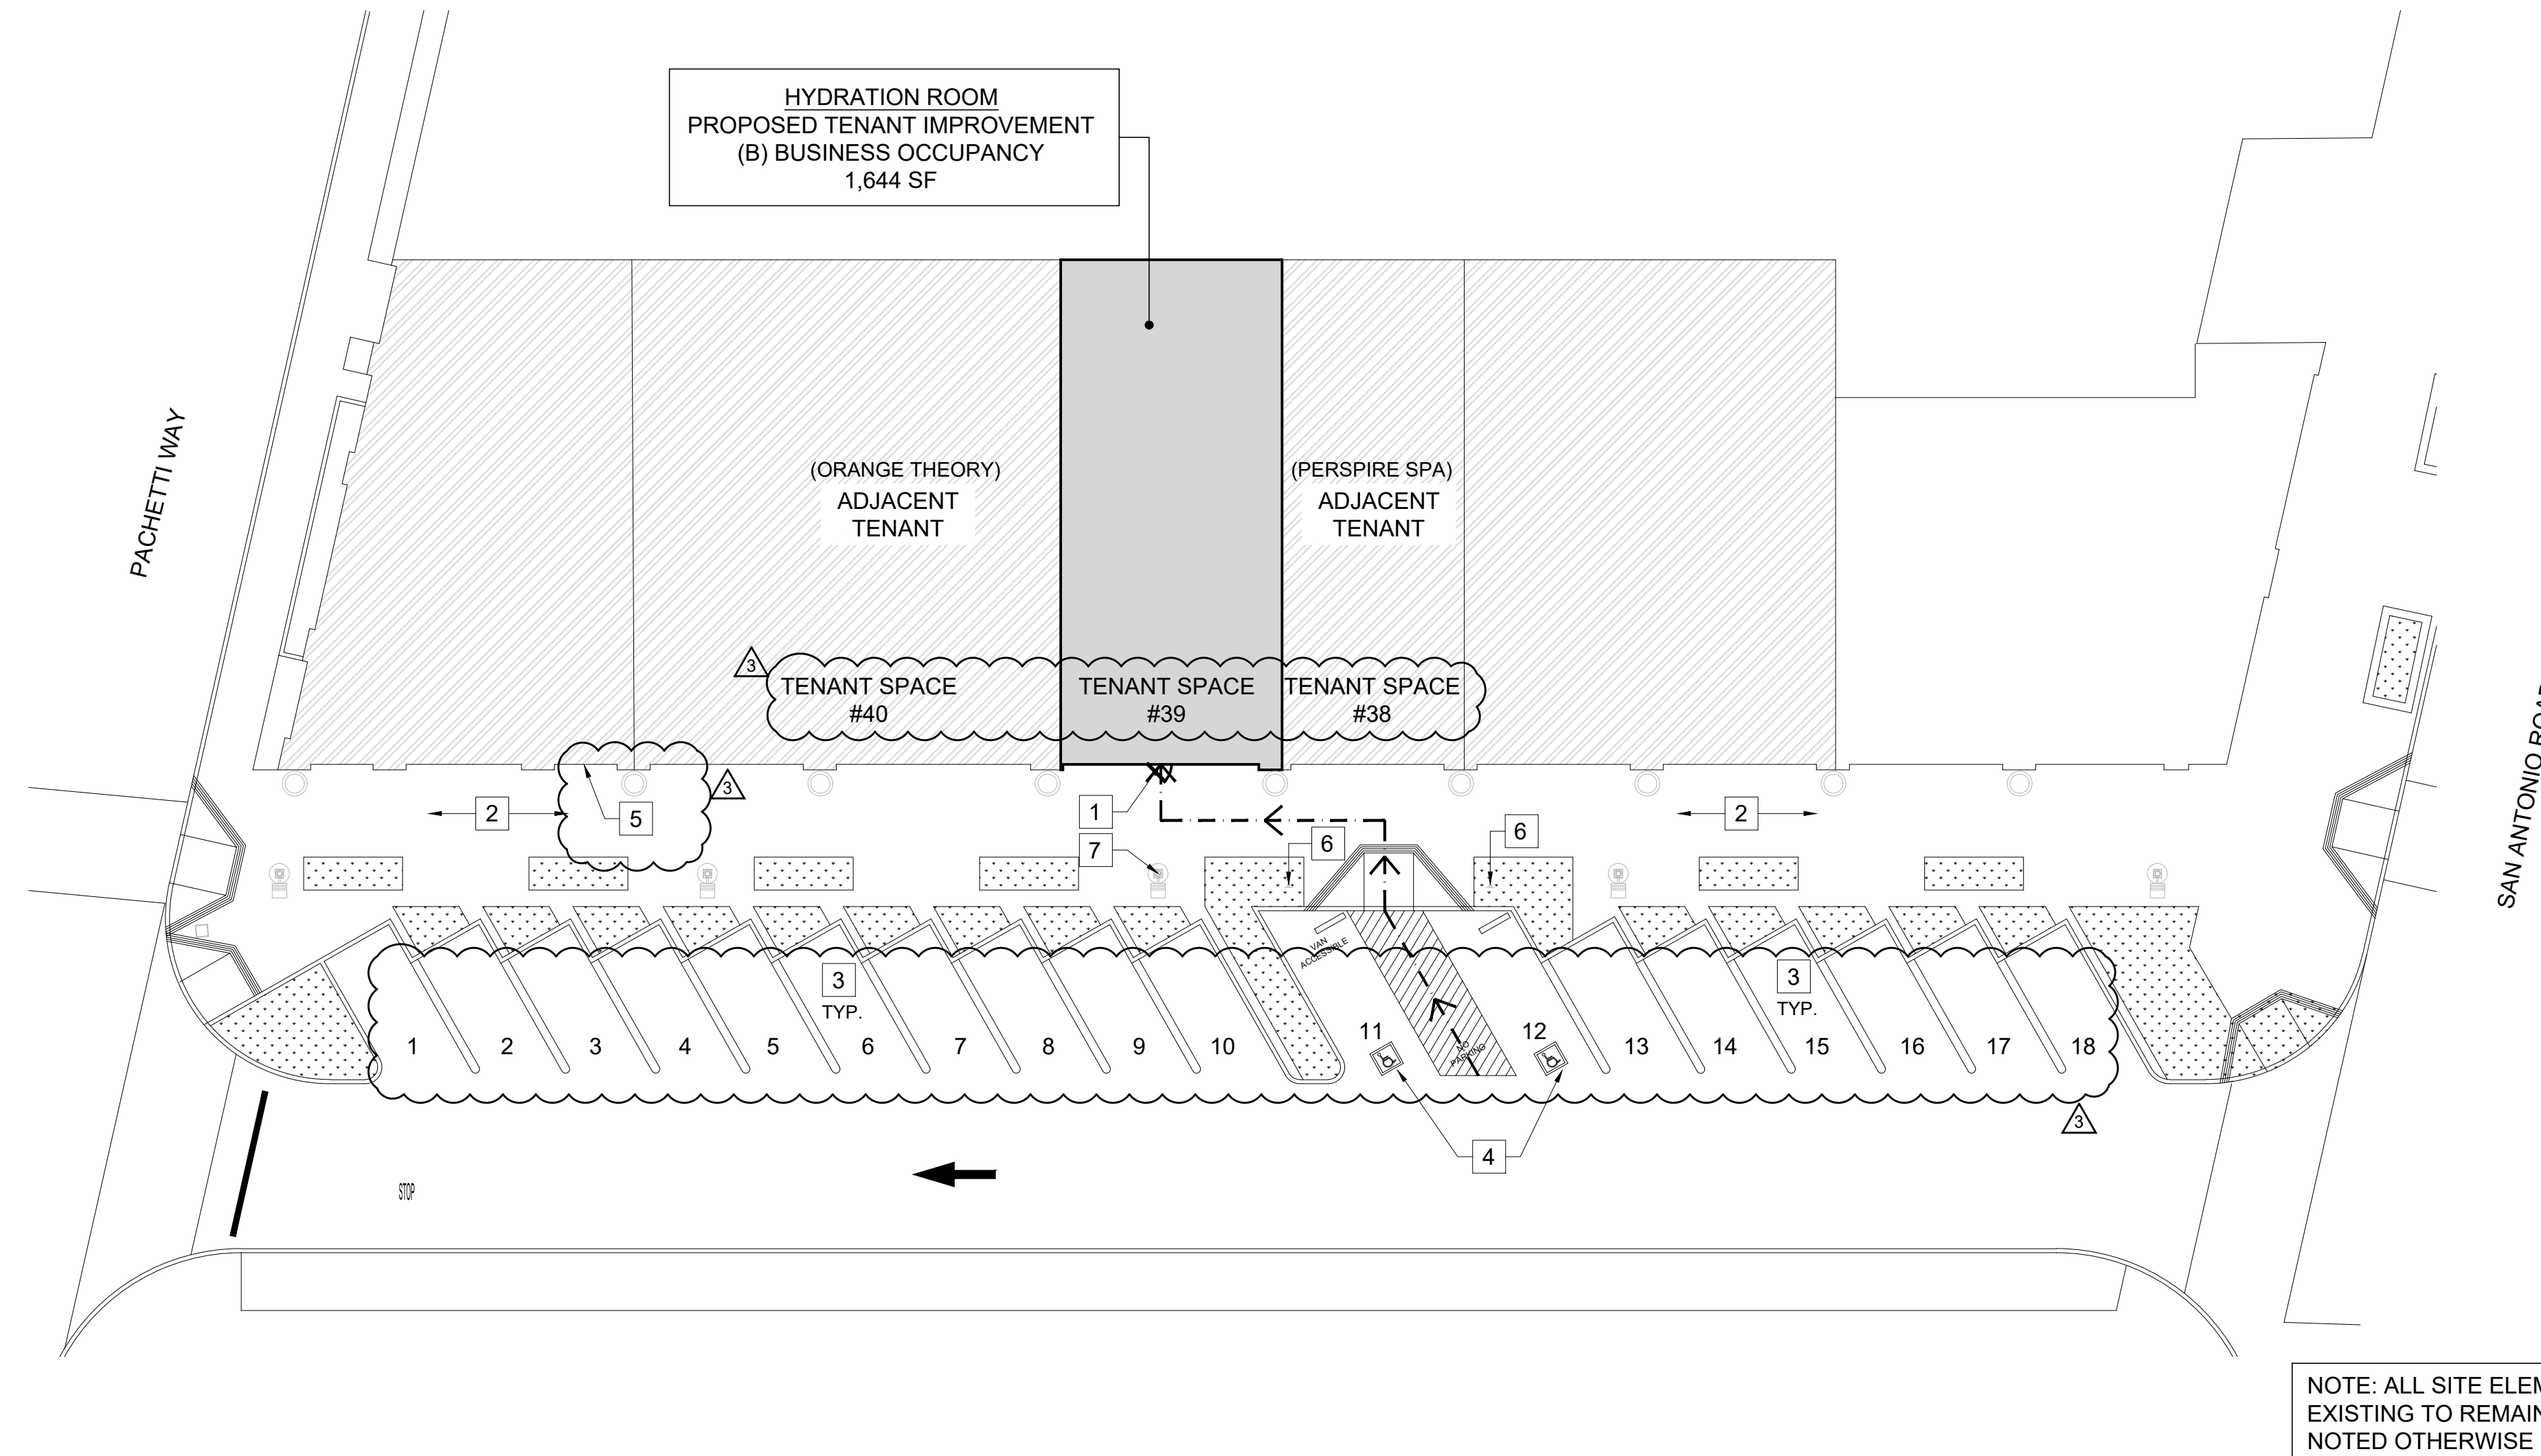 HYDRATION ROOM
PROPOSED TENANT IMPROVEMENT
(B) BUSINESS OCCUPANCY
1,644 SF
PACHETTI WAY
(ORANGE THEORY)
ADJACENT
TENANT
(PERSPIRE SPA)
ADJACENT
TENANT
3
TENANT SPACE
#40
TENANT SPACE
#39
TENANT SPACE
#38
SAN ANTONIO ROAD
2
5
3
1
7
6
6
2
VAN
ACCESSIBLE
3
TYP.
3
TYP.
1
2
3
4
5
6
7
8
9
10
11
NO
PARKING
12
13
14
15
16
17
18
3
4
STOP
NOTE: ALL SITE ELEM
EXISTING TO REMAIN
NOTED OTHERWISE